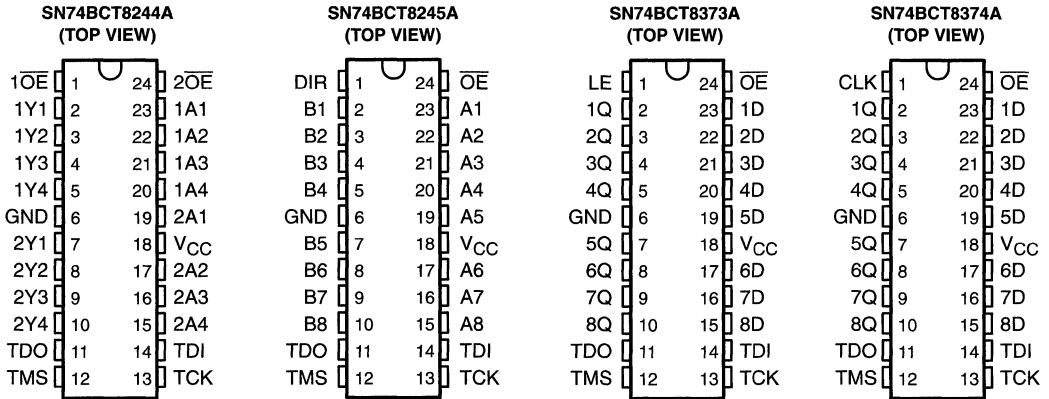 SN74BCT8244A SN74BCT8245A SN74BCT8373A SN74BCT8374A
(TOP VIEW) (TOP VIEW) (TOP VIEW) (TOP VIEW)
1O̅E̅ 1 24 2O̅E̅ DIR 1 24 O̅E̅ LE 1 24 O̅E̅ CLK 1 24 O̅E̅
1Y1 2 23 1A1 B1 2 23 A1 1Q 2 23 1D 1Q 2 23 1D
1Y2 3 22 1A2 B2 3 22 A2 2Q 3 22 2D 2Q 3 22 2D
1Y3 4 21 1A3 B3 4 21 A3 3Q 4 21 3D 3Q 4 21 3D
1Y4 5 20 1A4 B4 5 20 A4 4Q 5 20 4D 4Q 5 20 4D
GND 6 19 2A1 GND 6 19 A5 GND 6 19 5D GND 6 19 5D
2Y1 7 18 VCC B5 7 18 VCC 5Q 7 18 VCC 5Q 7 18 VCC
2Y2 8 17 2A2 B6 8 17 A6 6Q 8 17 6D 6Q 8 17 6D
2Y3 9 16 2A3 B7 9 16 A7 7Q 9 16 7D 7Q 9 16 7D
2Y4 10 15 2A4 B8 10 15 A8 8Q 10 15 8D 8Q 10 15 8D
TDO 11 14 TDI TDO 11 14 TDI TDO 11 14 TDI TDO 11 14 TDI
TMS 12 13 TCK TMS 12 13 TCK TMS 12 13 TCK TMS 12 13 TCK